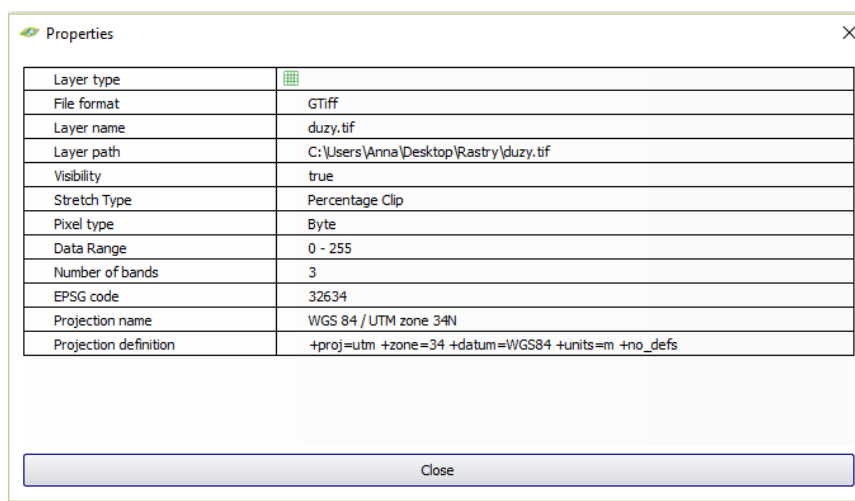 Properties
Layer type
File format GTiff
Layer name duzy.tif
Layer path C:\Users\Anna\Desktop\Rastry\duzy.tif
Visibility true
Stretch Type Percentage Clip
Pixel type Byte
Data Range 0 - 255
Number of bands 3
EPSG code 32634
Projection name WGS 84 / UTM zone 34N
Projection definition +proj=utm +zone=34 +datum=WGS84 +units=m +no_defs
Close